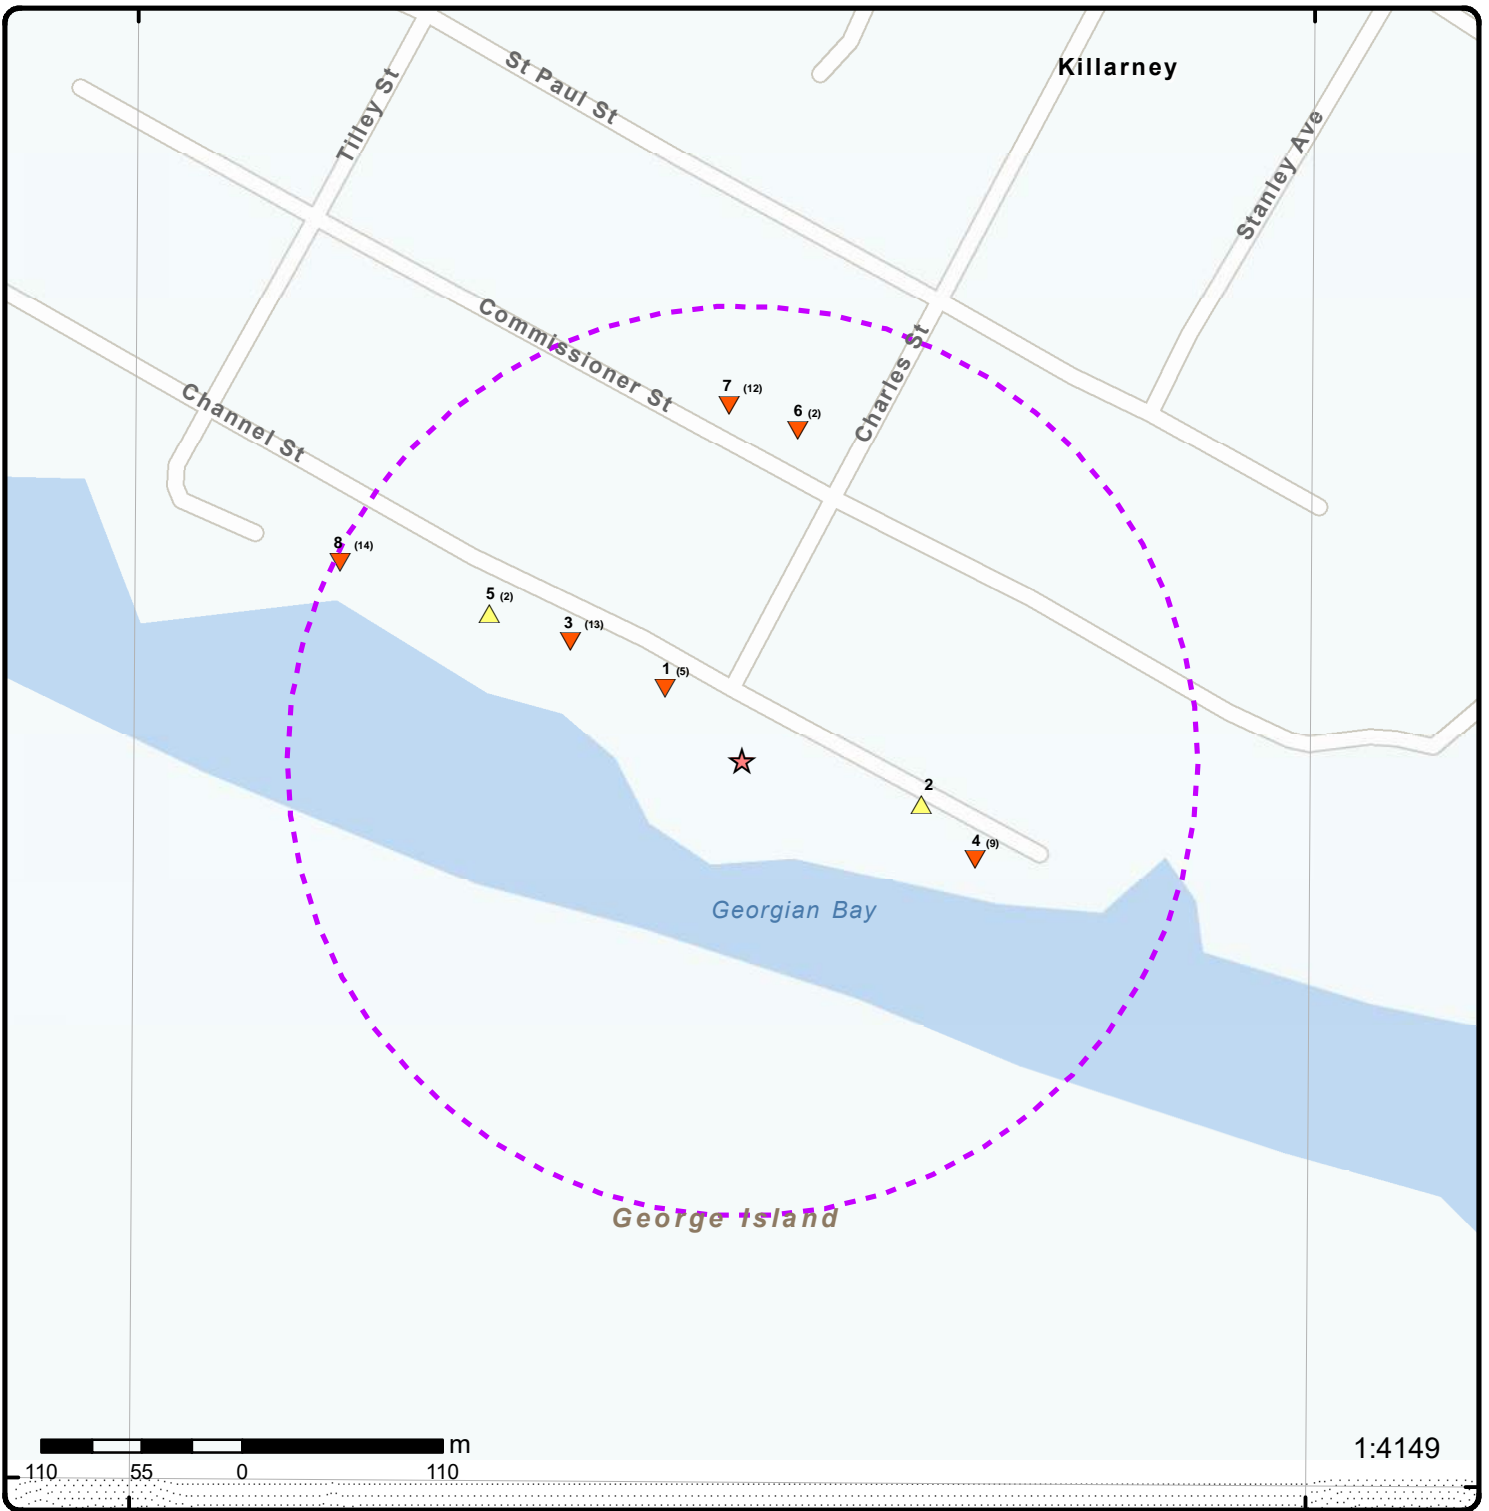 St Paul St
Killarney
Tilley St
Stanley Ave
Commissioner St
Charles St
7 (12)
6 (2)
Channel St
8 (14)
5 (2)
3 (13)
1 (5)
2
4 (9)
Georgian Bay
George Island
m
1:4149
110 55 0 110